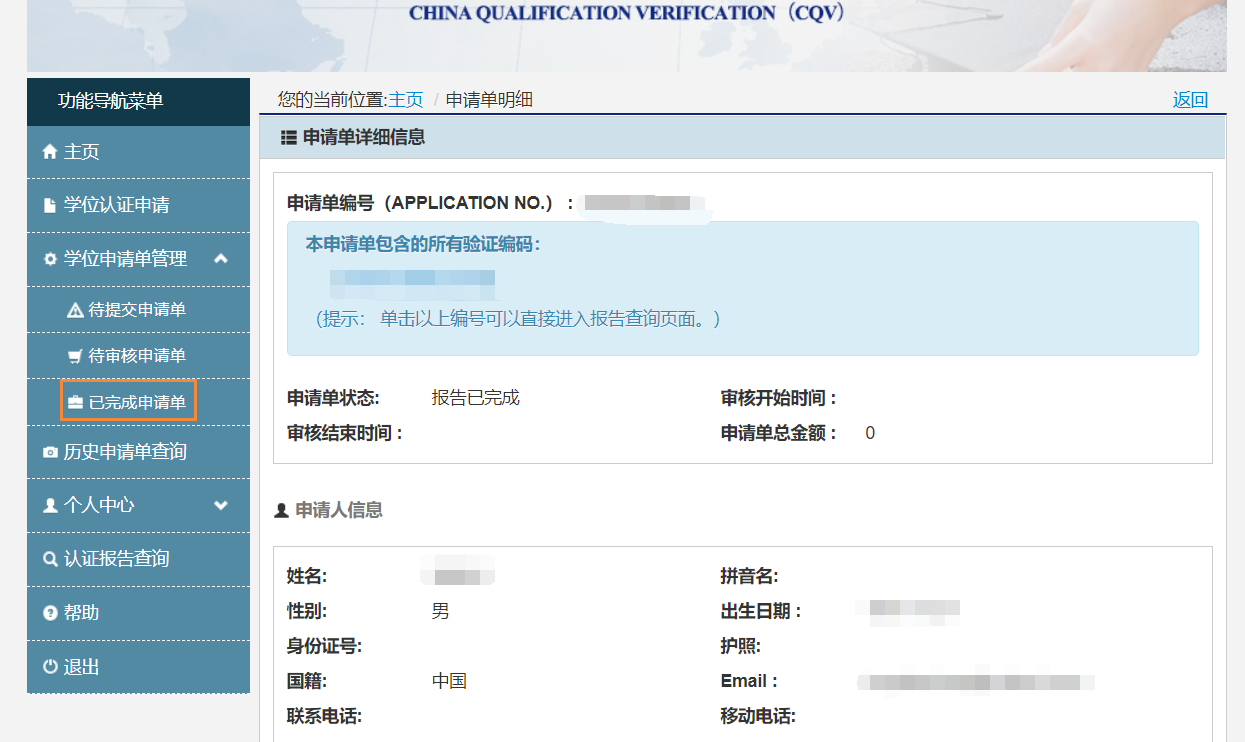 CHINA QUALIFICATION VERIFICATION（CQV）
功能导航菜单
主页
学位认证申请
学位申请单管理
待提交申请单
待审核申请单
已完成申请单
历史申请单查询
个人中心
认证报告查询
帮助
退出
您的当前位置:主页 / 申请单明细 返回
申请单详细信息
申请单编号（APPLICATION NO.）：
本申请单包含的所有验证编码：
（提示： 单击以上编号可以直接进入报告查询页面。）
申请单状态: 报告已完成 审核开始时间：
审核结束时间： 申请单总金额： 0
申请人信息
姓名: 拼音名:
性别: 男 出生日期：
身份证号: 护照:
国籍: 中国 Email：
联系电话: 移动电话: